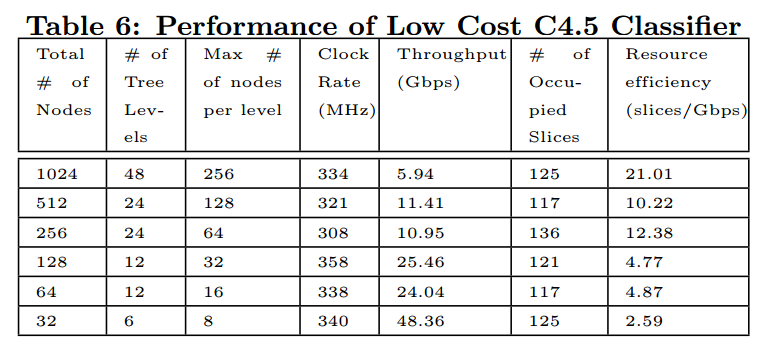 Table 6: Performance of Low Cost C4.5 Classifier
Total # of Nodes | # of Tree Lev-els | Max # of nodes per level | Clock Rate (MHz) | Throughput (Gbps) | # of Occu-pied Slices | Resource efficiency (slices/Gbps)
1024 | 48 | 256 | 334 | 5.94 | 125 | 21.01
512 | 24 | 128 | 321 | 11.41 | 117 | 10.22
256 | 24 | 64 | 308 | 10.95 | 136 | 12.38
128 | 12 | 32 | 358 | 25.46 | 121 | 4.77
64 | 12 | 16 | 338 | 24.04 | 117 | 4.87
32 | 6 | 8 | 340 | 48.36 | 125 | 2.59